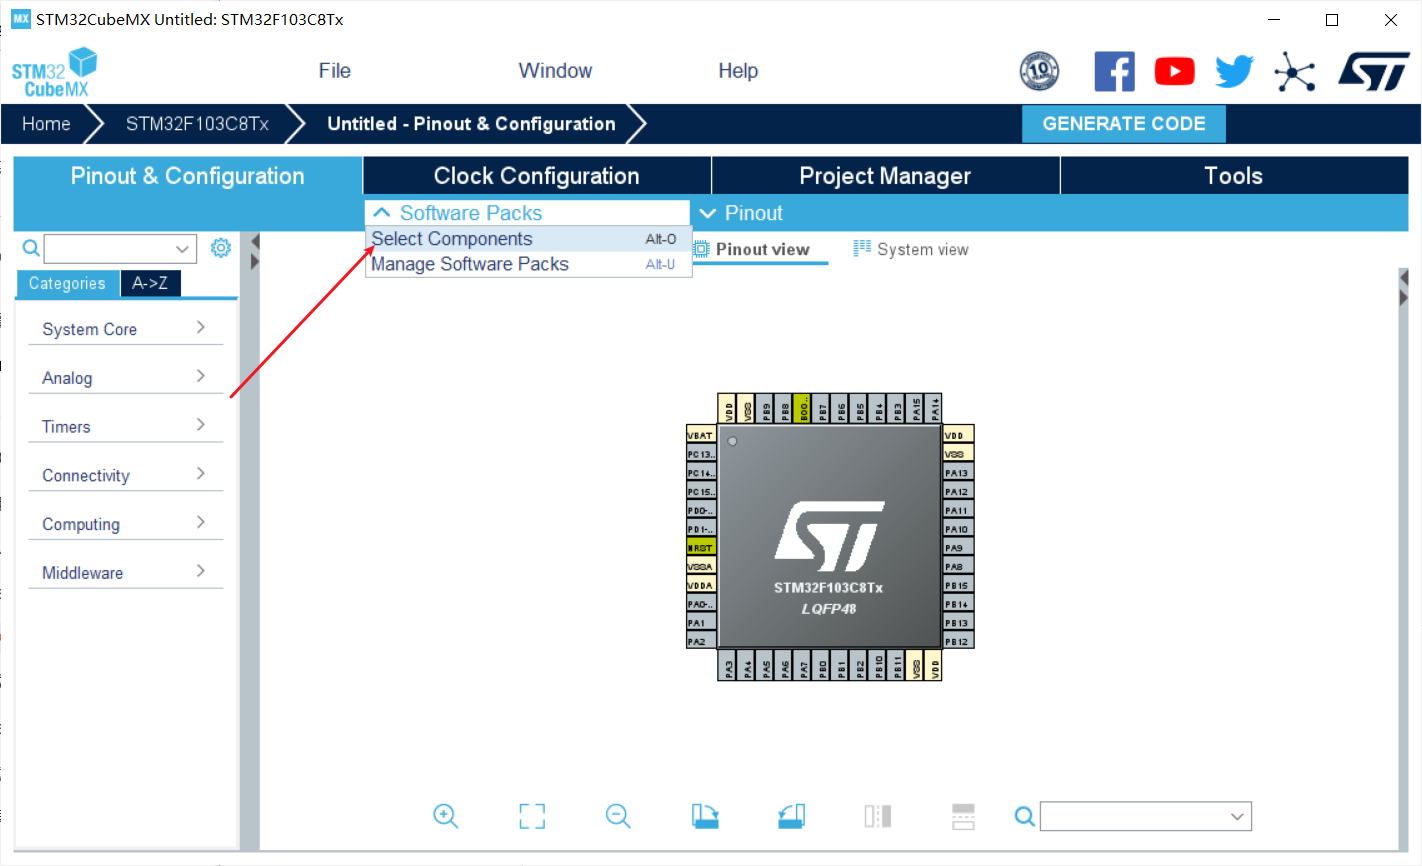 MX STM32CubeMX Untitled: STM32F103C8Tx
STM32
CubeMX
File
Window
Help
10
Home
STM32F103C8Tx
Untitled - Pinout & Configuration
GENERATE CODE
Pinout & Configuration
Clock Configuration
Project Manager
Tools
Software Packs
Pinout
Select Components Alt-O
Manage Software Packs Alt-U
Pinout view
System view
Categories
A->Z
System Core
Analog
Timers
Connectivity
Computing
Middleware
VDD
VSS
PB9
PB8
BOO..
PB7
PB6
PB5
PB4
PB3
PA15
PA14
VBAT
PC13..
PC14..
PC15..
PD0-..
PD1-..
NRST
VSSA
VDDA
PA0-..
PA1
PA2
VDD
VSS
PA13
PA12
PA11
PA10
PA9
PA8
PB15
PB14
PB13
PB12
STM32F103C8Tx
LQFP48
PA3
PA4
PA5
PA6
PA7
PB0
PB1
PB2
PB10
PB11
VSS
VDD